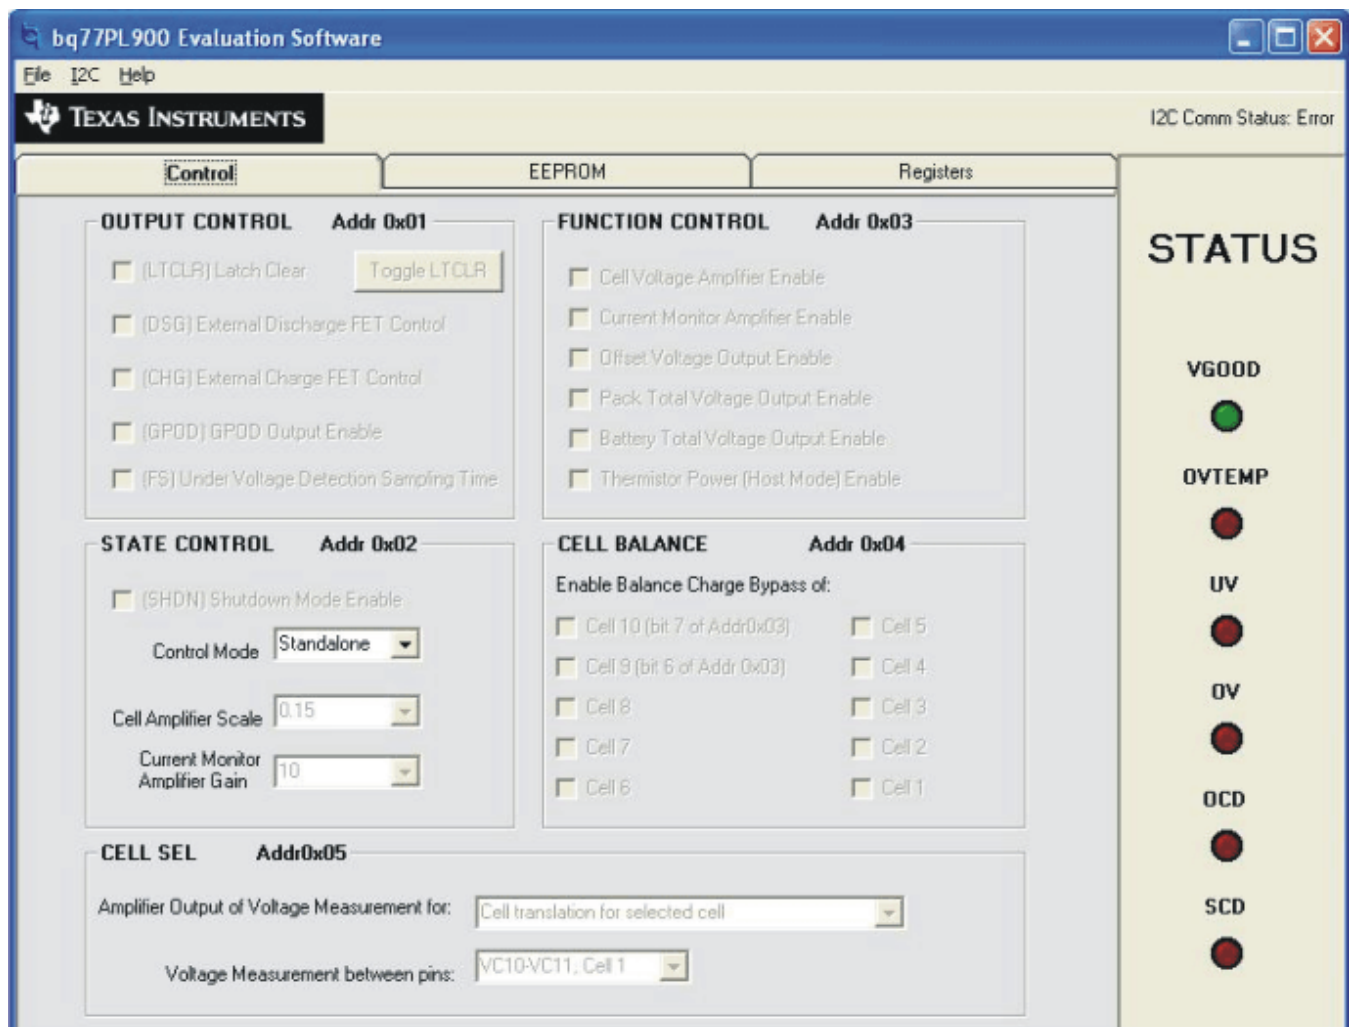 bq77PL900 Evaluation Software
File I2C Help
TEXAS INSTRUMENTS
I2C Comm Status: Error
Control EEPROM Registers
OUTPUT CONTROL Addr 0x01
(LTCLR) Latch Clear Toggle LTCLR
(DSG) External Discharge FET Control
(CHG) External Charge FET Control
(GPOD) GPOD Output Enable
(FS) Under Voltage Detection Sampling Time
FUNCTION CONTROL Addr 0x03
Cell Voltage Amplifier Enable
Current Monitor Amplifier Enable
Offset Voltage Output Enable
Pack Total Voltage Output Enable
Battery Total Voltage Output Enable
Thermistor Power (Host Mode) Enable
STATE CONTROL Addr 0x02
(SHDN) Shutdown Mode Enable
Control Mode Standalone
Cell Amplifier Scale 0.15
Current Monitor
Amplifier Gain 10
CELL BALANCE Addr 0x04
Enable Balance Charge Bypass of:
Cell 10 (bit 7 of Addr0x03) Cell 5
Cell 9 (bit 6 of Addr 0x03) Cell 4
Cell 8 Cell 3
Cell 7 Cell 2
Cell 6 Cell 1
CELL SEL Addr0x05
Amplifier Output of Voltage Measurement for: Cell translation for selected cell
Voltage Measurement between pins: VC10-VC11, Cell 1
STATUS
VGOOD
OVTEMP
UV
OV
OCD
SCD